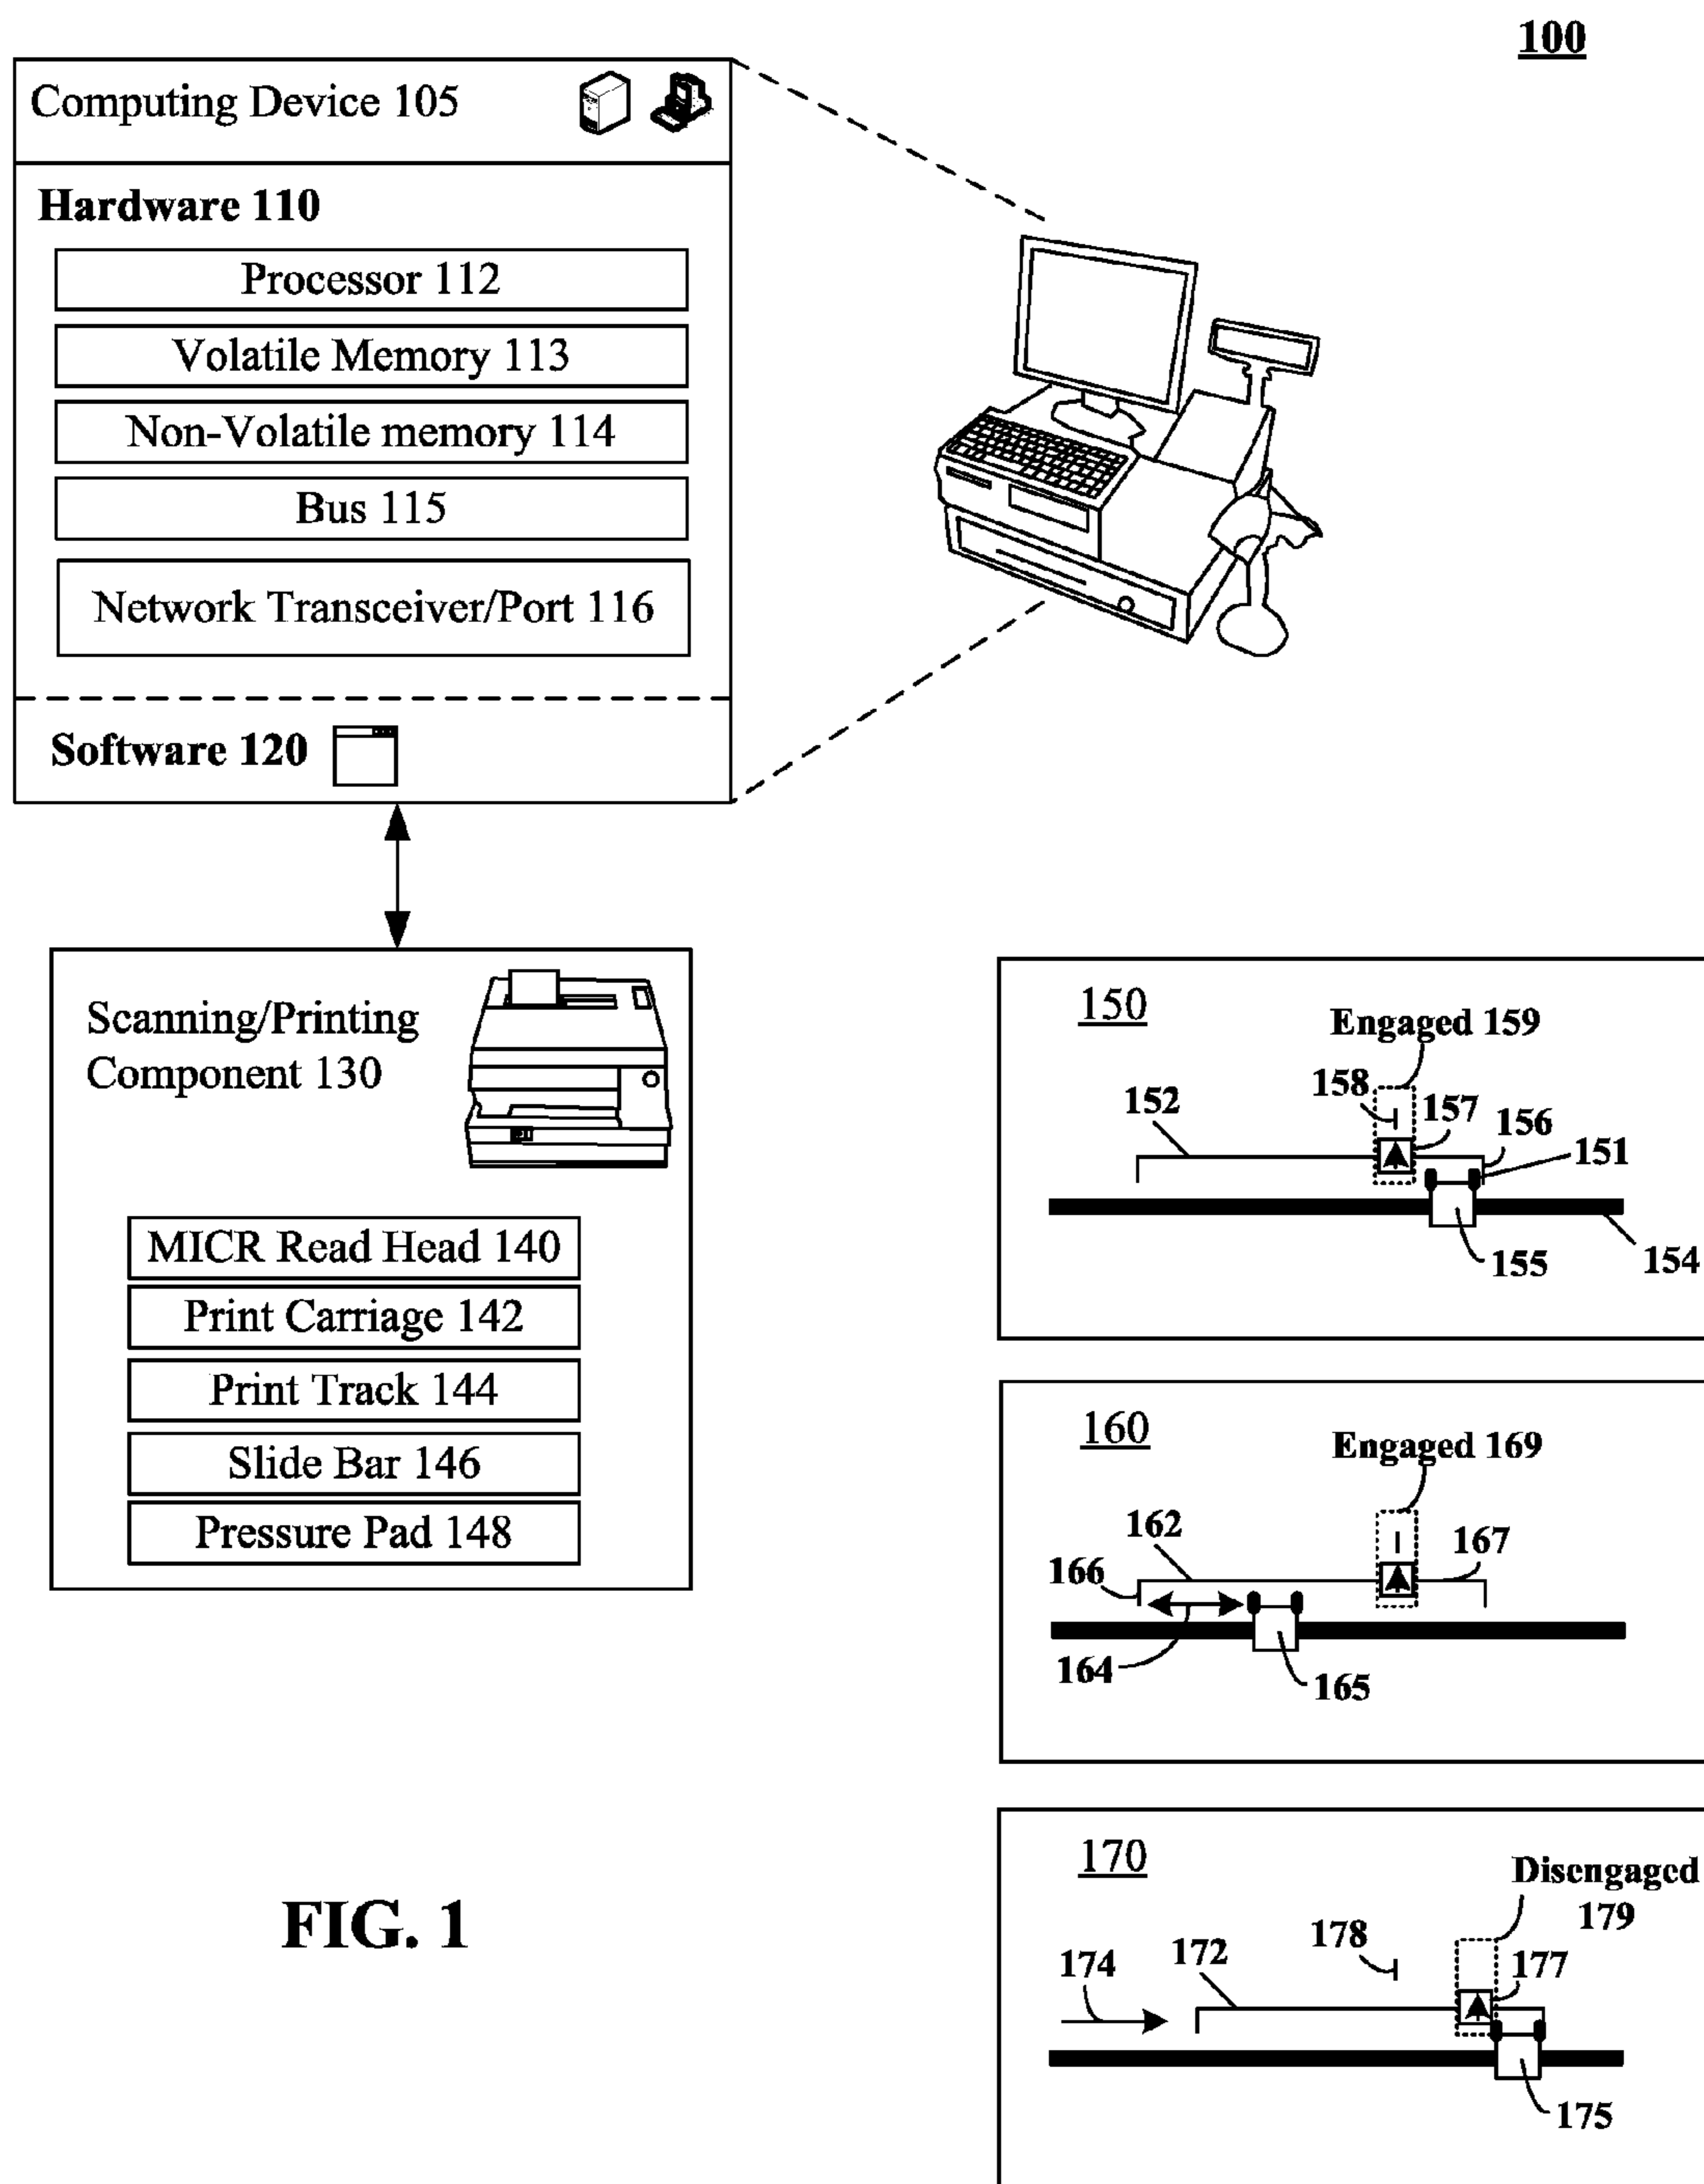 100
Computing Device 105
Hardware 110
Processor 112
Volatile Memory 113
Non-Volatile memory 114
Bus 115
Network Transceiver/Port 116
Software 120
Scanning/Printing
Component 130
MICR Read Head 140
Print Carriage 142
Print Track 144
Slide Bar 146
Pressure Pad 148
150
Engaged 159
158
157
152
156
151
155
154
160
Engaged 169
162
167
166
164
165
170
Disengaged
179
178
177
172
174
175
FIG. 1